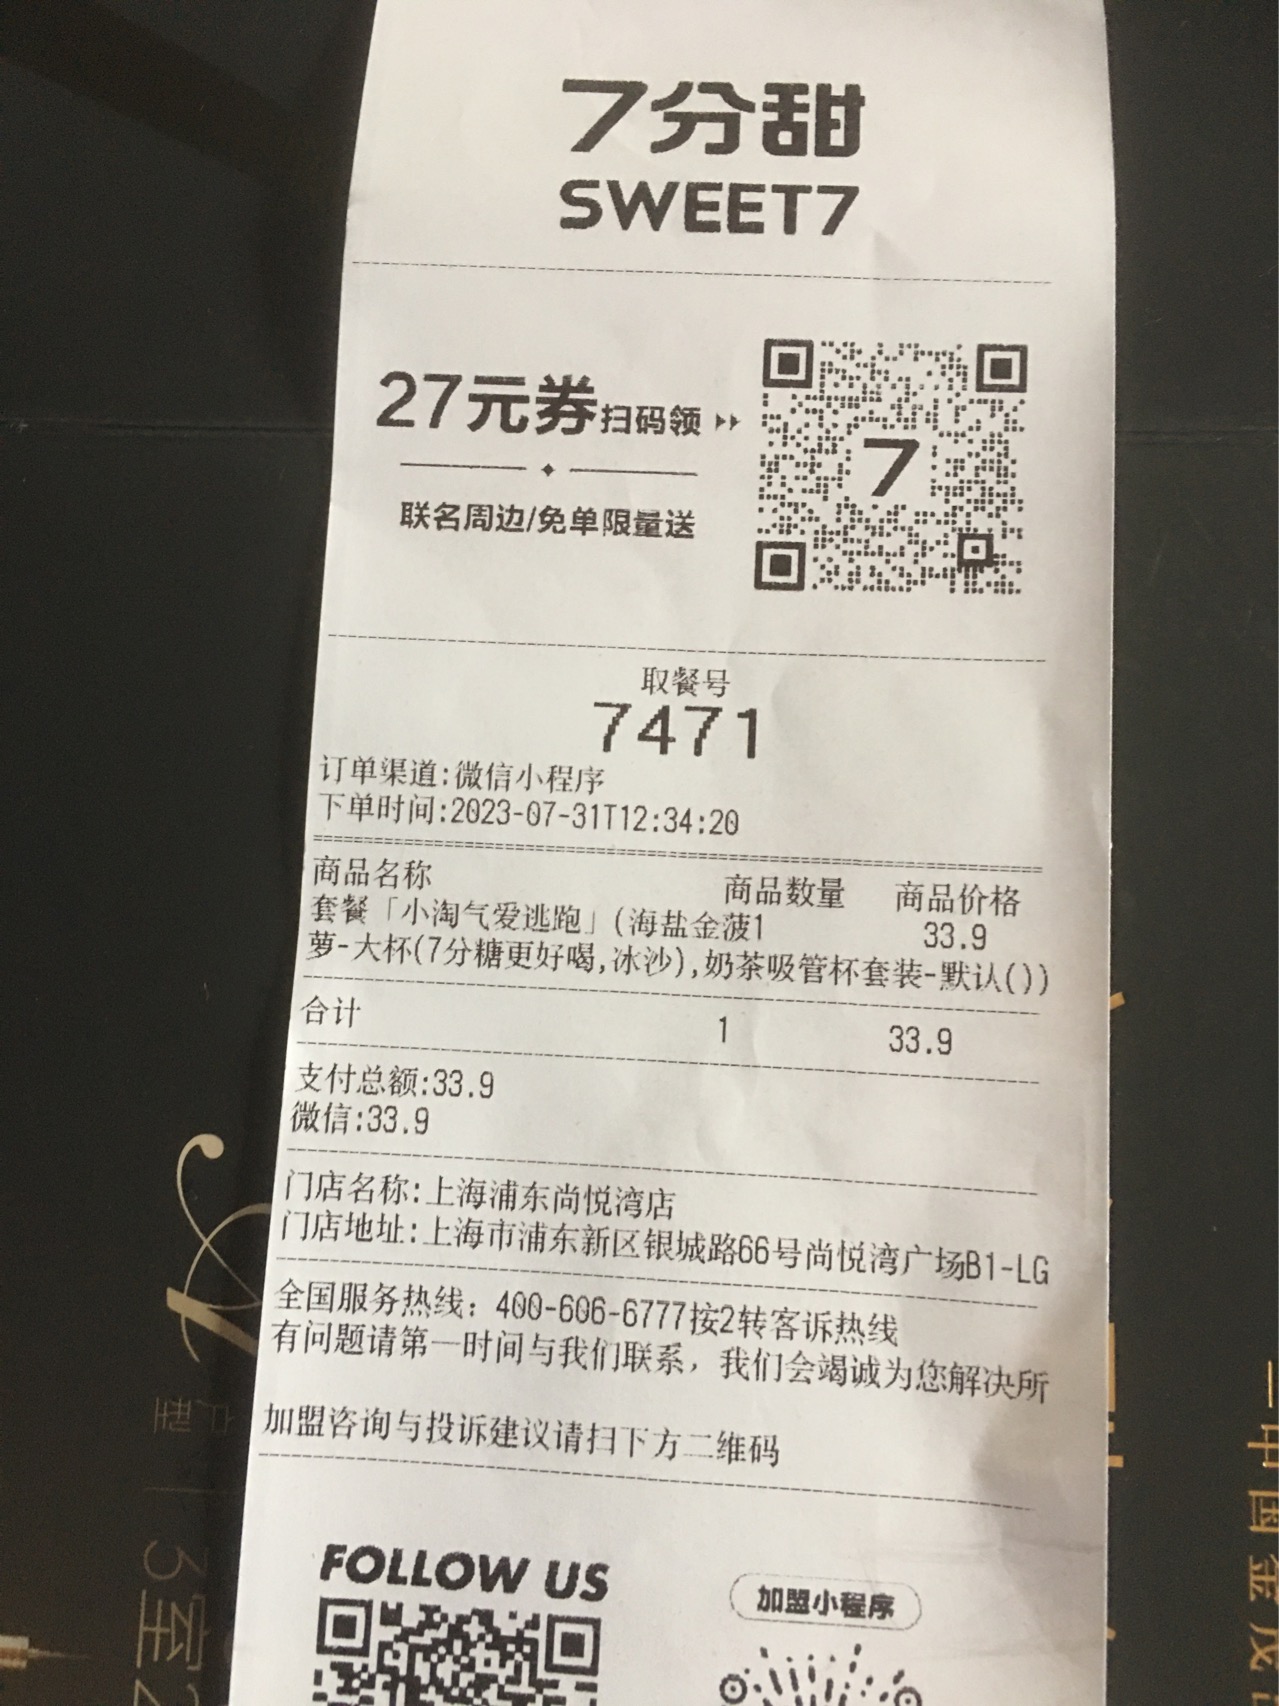 7分甜
SWEET7
27元券扫码领
联名周边/免单限量送
7
取餐号
7471
订单渠道:微信小程序
下单时间:2023-07-31T12:34:20
商品名称 商品数量 商品价格
套餐「小淘气爱逃跑」(海盐金菠1 33.9
萝-大杯(7分糖更好喝,冰沙),奶茶吸管杯套装-默认())
合计 1 33.9
支付总额:33.9
微信:33.9
门店名称:上海浦东尚悦湾店
门店地址:上海市浦东新区银城路66号尚悦湾广场B1-LG
全国服务热线：400-606-6777按2转客诉热线
有问题请第一时间与我们联系，我们会竭诚为您解决所
加盟咨询与投诉建议请扫下方二维码
FOLLOW US
加盟小程序
户型
3室2
一中国金茂